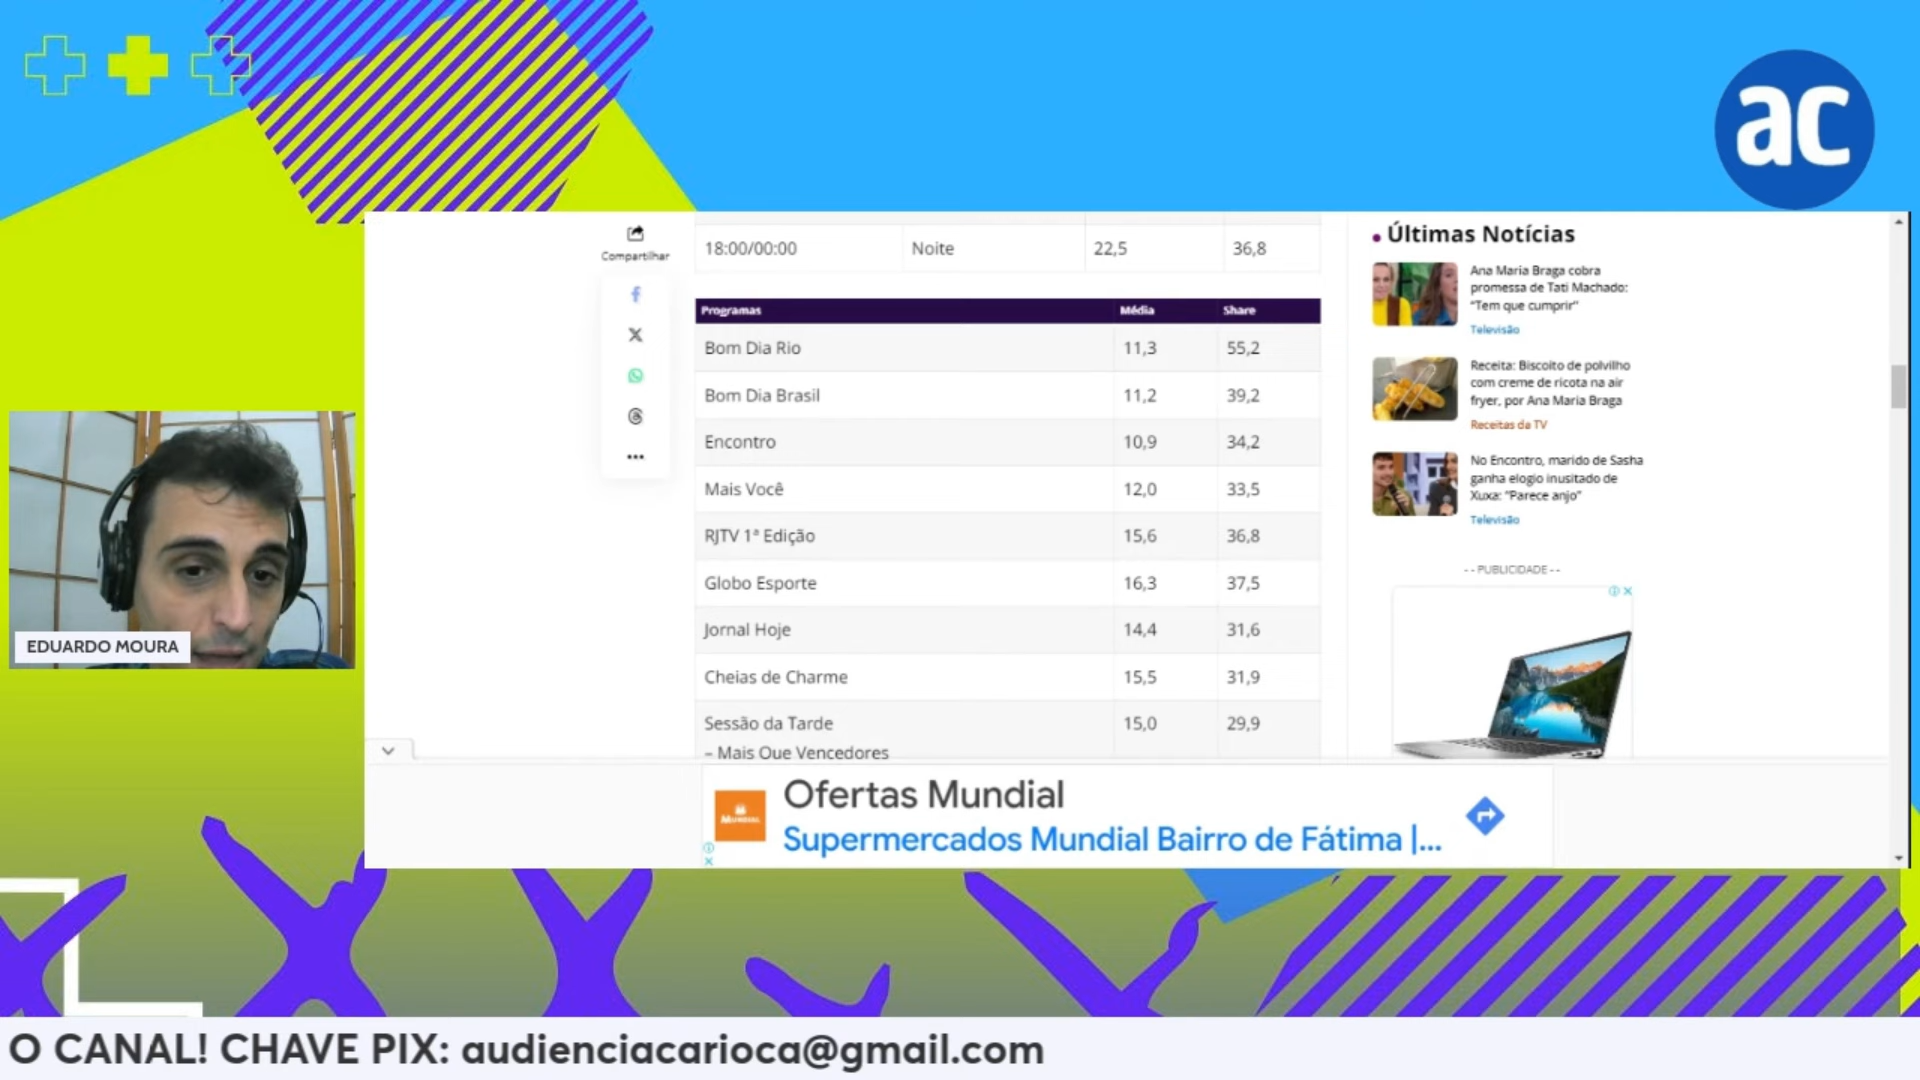 ac
Compartilhar
18:00/00:00 Noite 22,5 36,8
Programas Média Share
Bom Dia Rio 11,3 55,2
Bom Dia Brasil 11,2 39,2
Encontro 10,9 34,2
Mais Você 12,0 33,5
RJTV 1ª Edição 15,6 36,8
Globo Esporte 16,3 37,5
Jornal Hoje 14,4 31,6
Cheias de Charme 15,5 31,9
Sessão da Tarde 15,0 29,9
– Mais Que Vencedores
Últimas Notícias
Ana Maria Braga cobra
promessa de Tati Machado:
“Tem que cumprir”
Televisão
Receita: Biscoito de polvilho
com creme de ricota na air
fryer, por Ana Maria Braga
Receitas da TV
No Encontro, marido de Sasha
ganha elogio inusitado de
Xuxa: “Parece anjo”
Televisão
-- PUBLICIDADE --
EDUARDO MOURA
MUNDIAL
Ofertas Mundial
Supermercados Mundial Bairro de Fátima |...
O CANAL! CHAVE PIX: audienciacarioca@gmail.com